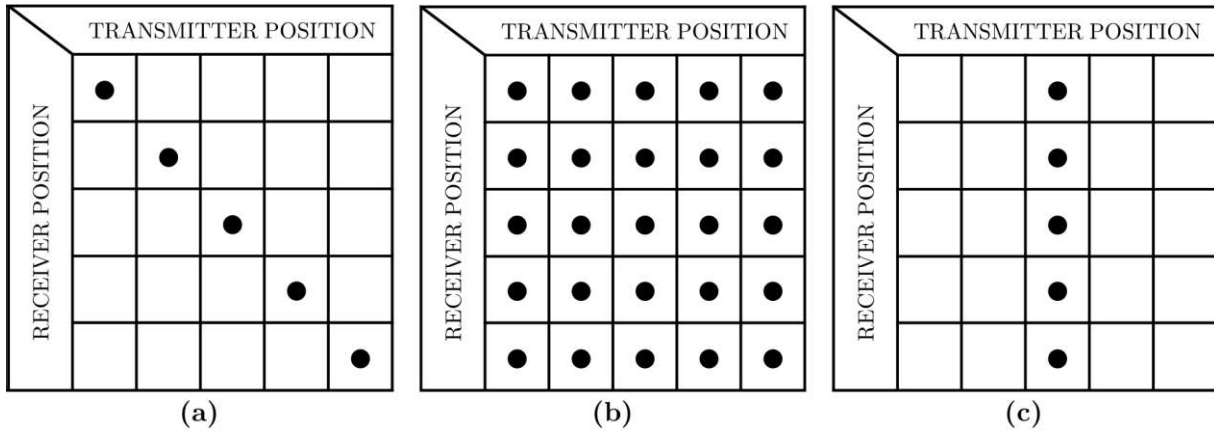 TRANSMITTER POSITION
RECEIVER POSITION
(a)
TRANSMITTER POSITION
RECEIVER POSITION
(b)
TRANSMITTER POSITION
RECEIVER POSITION
(c)